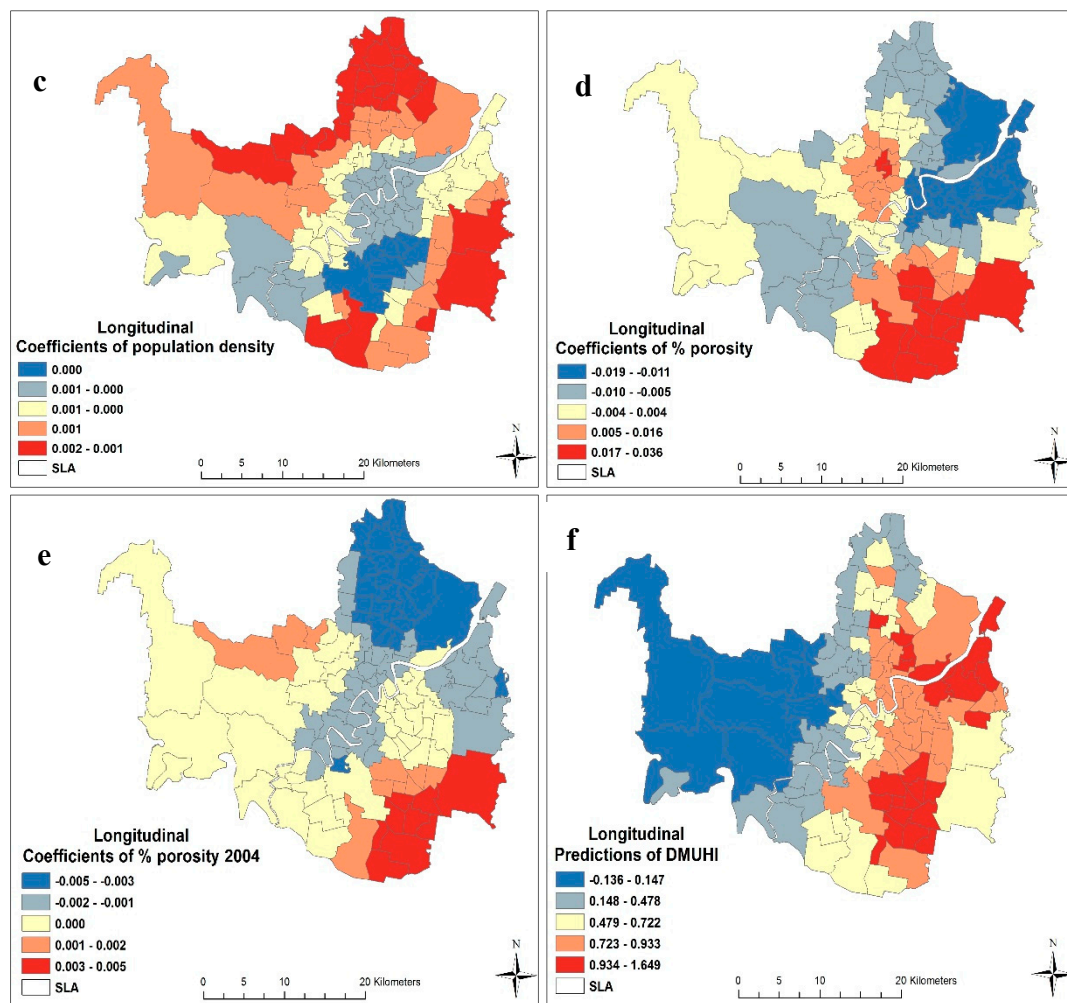 c
Longitudinal
Coefficients of population density
0.000
0.001 - 0.000
0.001 - 0.000
0.001
0.002 - 0.001
SLA
0 5 10 20 Kilometers
N
d
Longitudinal
Coefficients of % porosity
-0.019 - -0.011
-0.010 - -0.005
-0.004 - 0.004
0.005 - 0.016
0.017 - 0.036
SLA
0 5 10 20 Kilometers
N
e
Longitudinal
Coefficients of % porosity 2004
-0.005 - -0.003
-0.002 - -0.001
0.000
0.001 - 0.002
0.003 - 0.005
SLA
0 5 10 20 Kilometers
N
f
Longitudinal
Predictions of DMUHI
-0.136 - 0.147
0.148 - 0.478
0.479 - 0.722
0.723 - 0.933
0.934 - 1.649
SLA
0 5 10 20 Kilometers
N